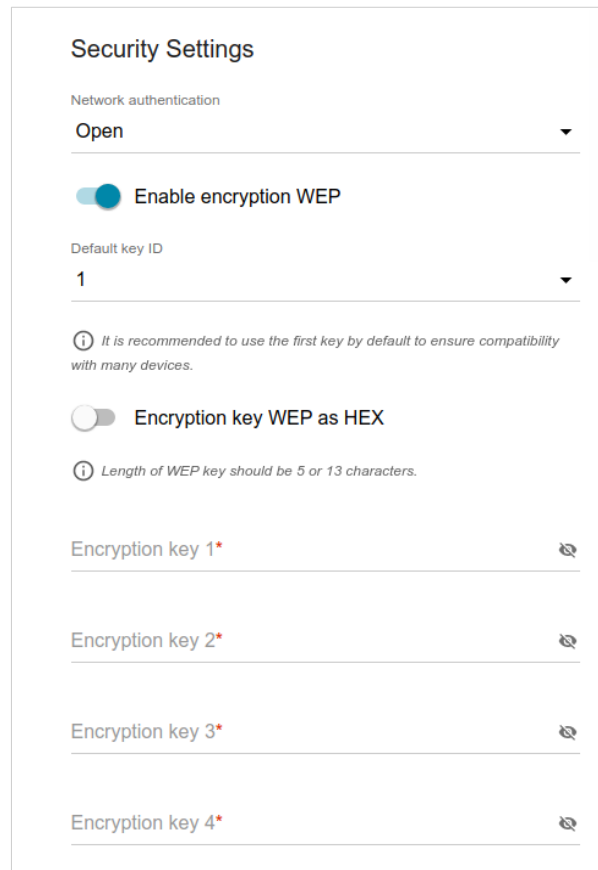 Security Settings
Network authentication
Open
Enable encryption WEP
Default key ID
1
It is recommended to use the first key by default to ensure compatibility
with many devices.
Encryption key WEP as HEX
Length of WEP key should be 5 or 13 characters.
Encryption key 1*
Encryption key 2*
Encryption key 3*
Encryption key 4*